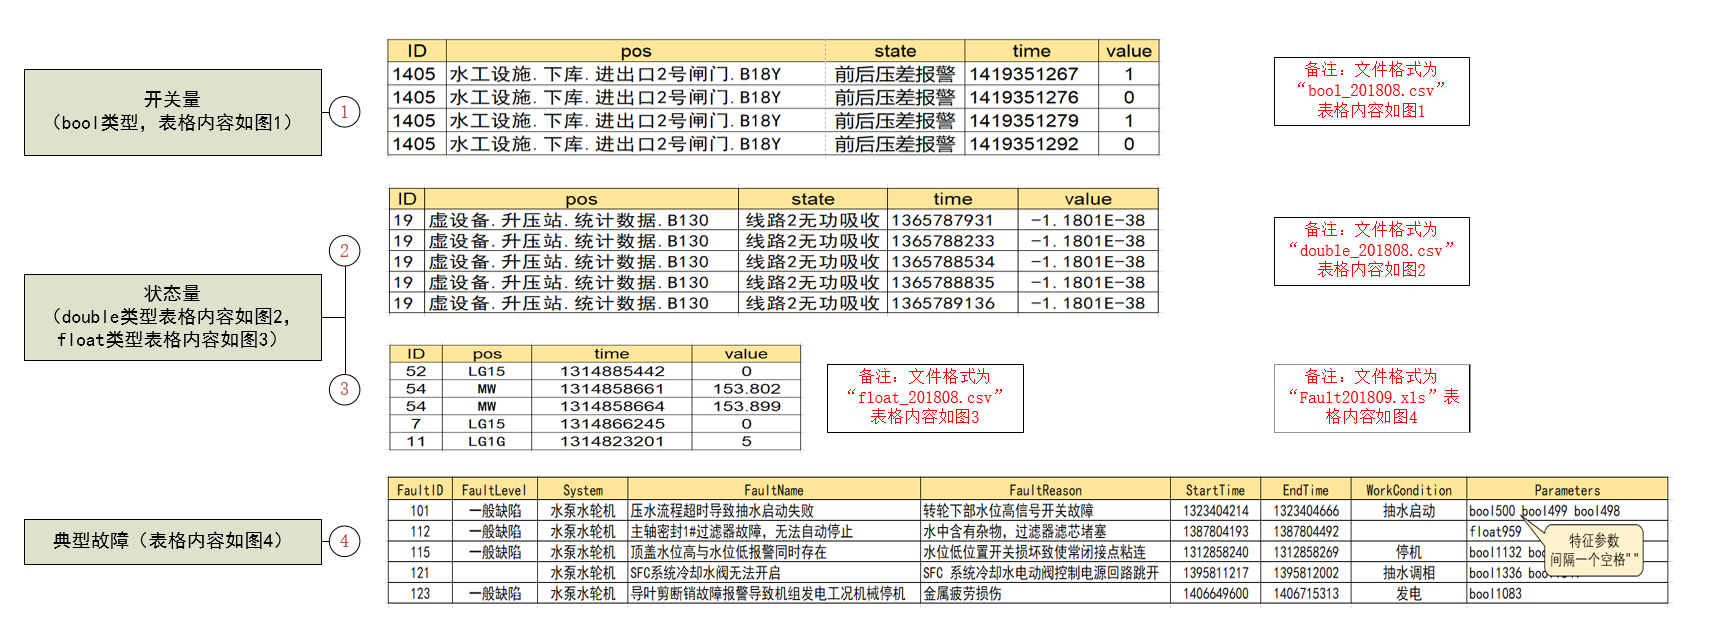 开关量
（bool类型，表格内容如图1）
1
ID pos state time value
1405 水工设施.下库.进出口2号闸门.B18Y 前后压差报警 1419351267 1
1405 水工设施.下库.进出口2号闸门.B18Y 前后压差报警 1419351276 0
1405 水工设施.下库.进出口2号闸门.B18Y 前后压差报警 1419351279 1
1405 水工设施.下库.进出口2号闸门.B18Y 前后压差报警 1419351292 0
备注：文件格式为
“bool_201808.csv”
表格内容如图1
状态量
（double类型表格内容如图2，
float类型表格内容如图3）
2
ID pos state time value
19 虚设备.升压站.统计数据.B130 线路2无功吸收 1365787931 -1.1801E-38
19 虚设备.升压站.统计数据.B130 线路2无功吸收 1365788233 -1.1801E-38
19 虚设备.升压站.统计数据.B130 线路2无功吸收 1365788534 -1.1801E-38
19 虚设备.升压站.统计数据.B130 线路2无功吸收 1365788835 -1.1801E-38
19 虚设备.升压站.统计数据.B130 线路2无功吸收 1365789136 -1.1801E-38
备注：文件格式为
“double_201808.csv”
表格内容如图2
3
ID pos time value
52 LG15 1314885442 0
54 MW 1314858661 153.802
54 MW 1314858664 153.899
7 LG15 1314866245 0
11 LG1G 1314823201 5
备注：文件格式为
“float_201808.csv”
表格内容如图3
备注：文件格式为
“Fault201809.xls”表
格内容如图4
典型故障（表格内容如图4）
4
FaultID FaultLevel System FaultName FaultReason StartTime EndTime WorkCondition Parameters
101 一般缺陷 水泵水轮机 压水流程超时导致抽水启动失败 转轮下部水位高信号开关故障 1323404214 1323404666 抽水启动 bool500 bool499 bool498
112 一般缺陷 水泵水轮机 主轴密封1#过滤器故障，无法自动停止 水中含有杂物，过滤器滤芯堵塞 1387804193 1387804492 float959
115 一般缺陷 水泵水轮机 顶盖水位高与水位低报警同时存在 水位低位置开关损坏致使常闭接点粘连 1312858240 1312858269 停机 bool1132
121 水泵水轮机 SFC系统冷却水阀无法开启 SFC 系统冷却水电动阀控制电源回路跳开 1395811217 1395812002 抽水调相 bool1336
123 一般缺陷 水泵水轮机 导叶剪断销故障报警导致机组发电工况机械停机 金属疲劳损伤 1406649600 1406715313 发电 bool1083
特征参数
间隔一个空格""